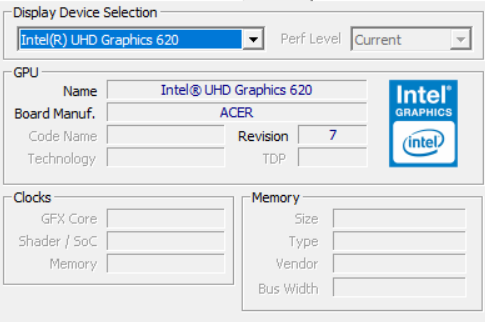 Display Device Selection
Intel(R) UHD Graphics 620
Perf Level Current
GPU
Name Intel® UHD Graphics 620
Board Manuf. ACER
Code Name Revision 7
Technology TDP
Intel®
GRAPHICS
(intel)
Clocks
GFX Core
Shader / SoC
Memory
Memory
Size
Type
Vendor
Bus Width